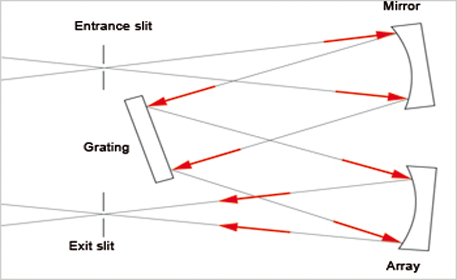 Mirror
Entrance slit
Grating
Exit slit
Array